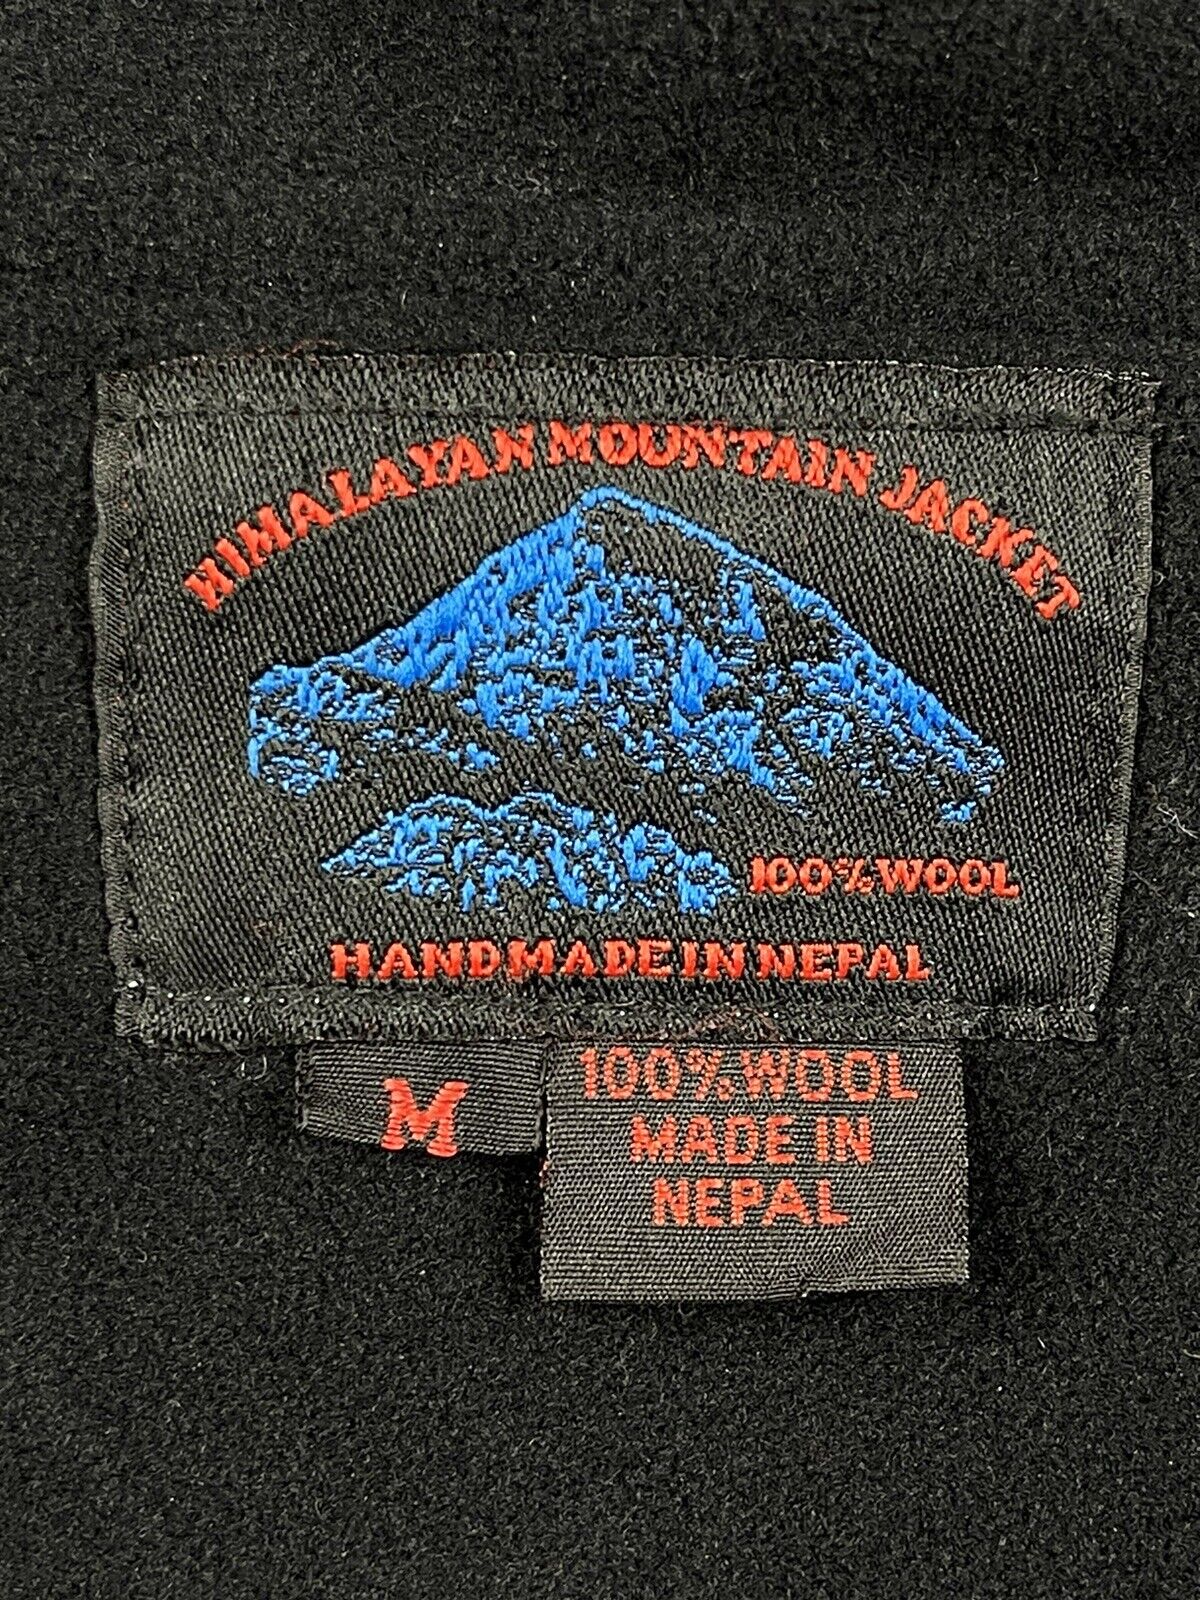 HIMALAYAN MOUNTAIN JACKET
100% WOOL
HANDMADE IN NEPAL
M
100% WOOL
MADE IN
NEPAL